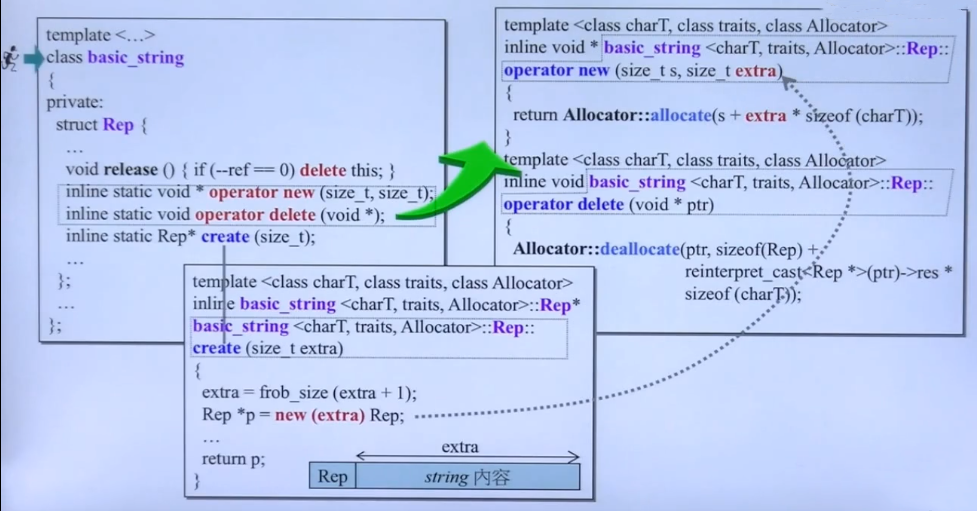 template <...>
class basic_string
{
private:
struct Rep {
...
void release () { if (--ref == 0) delete this; }
inline static void * operator new (size_t, size_t);
inline static void operator delete (void *);
inline static Rep* create (size_t);
...
};
...
};
template <class charT, class traits, class Allocator>
inline basic_string <charT, traits, Allocator>::Rep*
basic_string <charT, traits, Allocator>::Rep::
create (size_t extra)
{
extra = frob_size (extra + 1);
Rep *p = new (extra) Rep;
...
return p;
}
extra
Rep string 内容
template <class charT, class traits, class Allocator>
inline void * basic_string <charT, traits, Allocator>::Rep::
operator new (size_t s, size_t extra)
{
return Allocator::allocate(s + extra * sizeof (charT));
}
template <class charT, class traits, class Allocator>
inline void basic_string <charT, traits, Allocator>::Rep::
operator delete (void * ptr)
{
Allocator::deallocate(ptr, sizeof(Rep) +
reinterpret_cast<Rep *>(ptr)->res *
sizeof (charT));
}